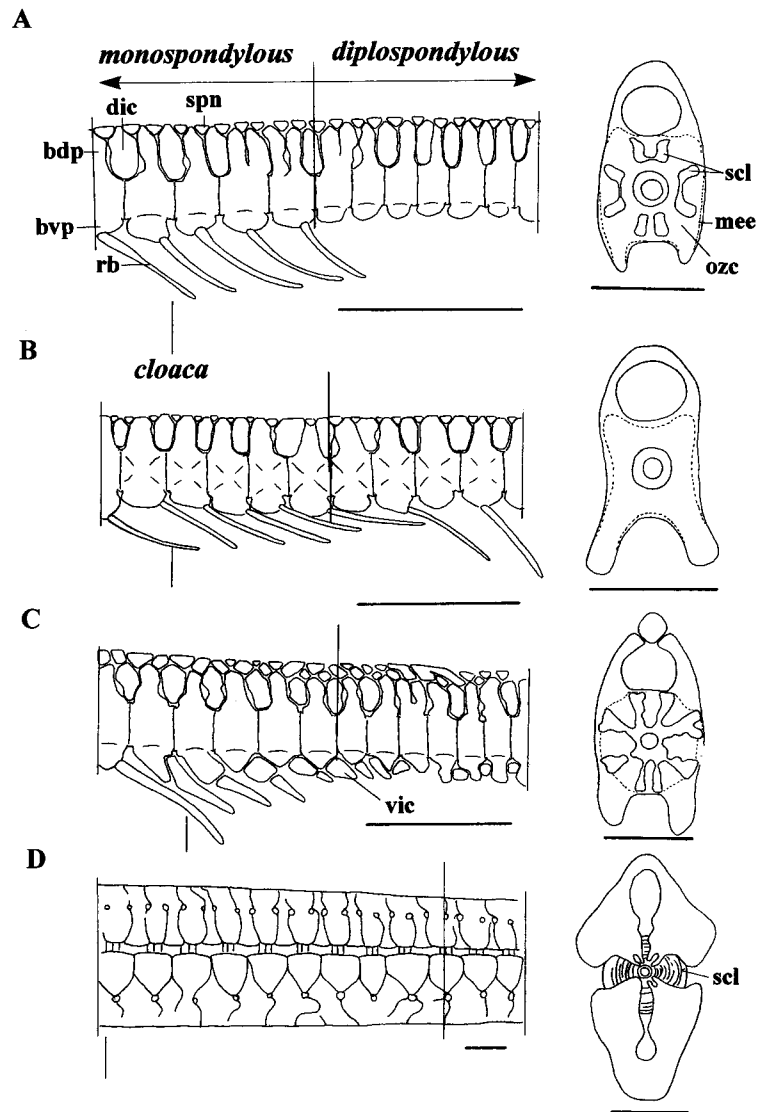 A
monospondylous diplospondylous
dic spn
bdp
scl
mee
bvp
ozc
rb
B
cloaca
C
vic
D
scl